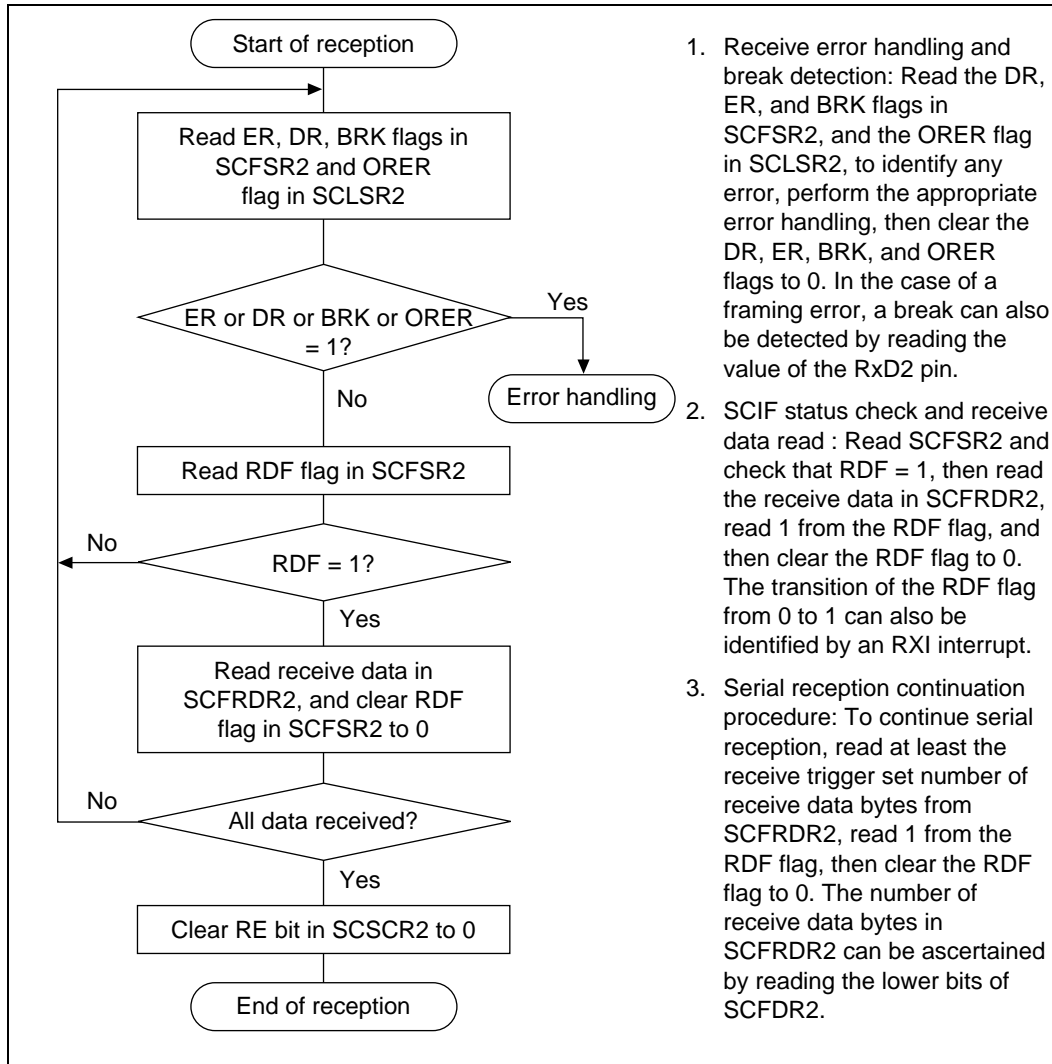 Start of reception
Read ER, DR, BRK flags in
SCFSR2 and ORER
flag in SCLSR2
ER or DR or BRK or ORER
= 1?
Yes
Error handling
No
Read RDF flag in SCFSR2
No
RDF = 1?
Yes
Read receive data in
SCFRDR2, and clear RDF
flag in SCFSR2 to 0
No
All data received?
Yes
Clear RE bit in SCSCR2 to 0
End of reception
1. Receive error handling and
break detection: Read the DR,
ER, and BRK flags in
SCFSR2, and the ORER flag
in SCLSR2, to identify any
error, perform the appropriate
error handling, then clear the
DR, ER, BRK, and ORER
flags to 0. In the case of a
framing error, a break can also
be detected by reading the
value of the RxD2 pin.
2. SCIF status check and receive
data read : Read SCFSR2 and
check that RDF = 1, then read
the receive data in SCFRDR2,
read 1 from the RDF flag, and
then clear the RDF flag to 0.
The transition of the RDF flag
from 0 to 1 can also be
identified by an RXI interrupt.
3. Serial reception continuation
procedure: To continue serial
reception, read at least the
receive trigger set number of
receive data bytes from
SCFRDR2, read 1 from the
RDF flag, then clear the RDF
flag to 0. The number of
receive data bytes in
SCFRDR2 can be ascertained
by reading the lower bits of
SCFDR2.